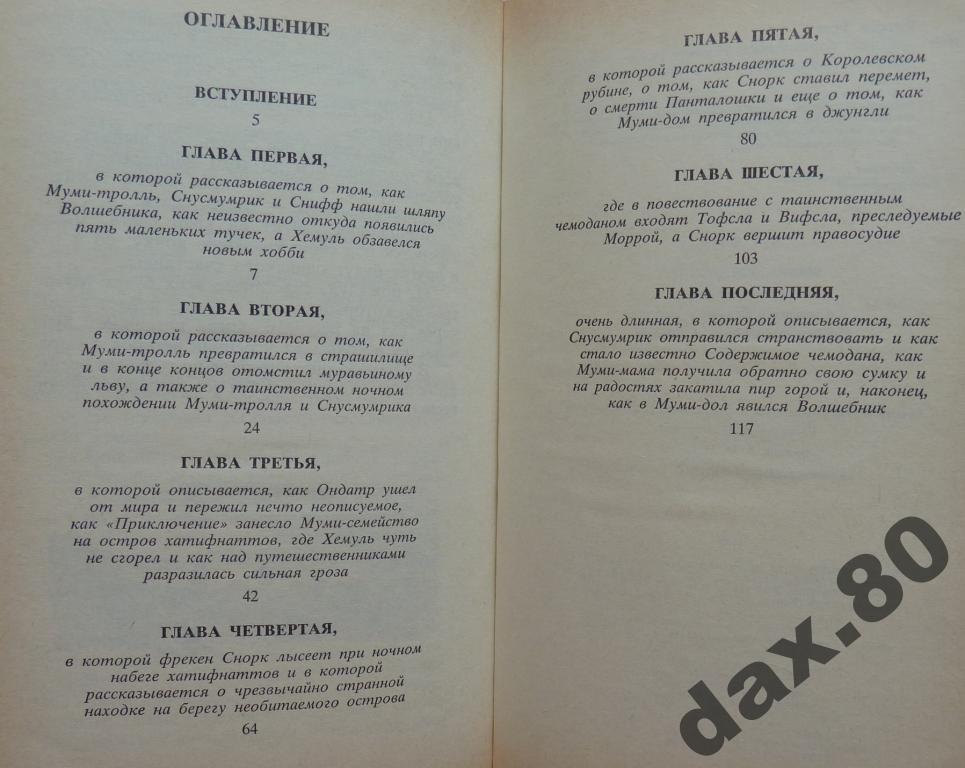 ОГЛАВЛЕНИЕ
ВСТУПЛЕНИЕ
5
ГЛАВА ПЕРВАЯ,
в которой рассказывается о том, как
Муми-тролль, Снусмумрик и Снифф нашли шляпу
Волшебника, как неизвестно откуда появились
пять маленьких тучек, а Хемуль обзавелся
новым хобби
7
ГЛАВА ВТОРАЯ,
в которой рассказывается о том, как
Муми-тролль превратился в страшилище
и в конце концов отомстил муравьиному
льву, а также о таинственном ночном
похождении Муми-тролля и Снусмумрика
24
ГЛАВА ТРЕТЬЯ,
в которой описывается, как Ондатр ушел
от мира и пережил нечто неописуемое,
как «Приключение» занесло Муми-семейство
на остров хатифнаттов, где Хемуль чуть
не сгорел и как над путешественниками
разразилась сильная гроза
42
ГЛАВА ЧЕТВЕРТАЯ,
в которой фрекен Снорк лысеет при ночном
набеге хатифнаттов и в которой
рассказывается о чрезвычайно странной
находке на берегу необитаемого острова
64
ГЛАВА ПЯТАЯ,
в которой рассказывается о Королевском
рубине, о том, как Снорк ставил перемет,
о смерти Панталошки и еще о том, как
Муми-дом превратился в джунгли
80
ГЛАВА ШЕСТАЯ,
где в повествование с таинственным
чемоданом входят Тофсла и Вифсла, преследуемые
Моррой, а Снорк вершит правосудие
103
ГЛАВА ПОСЛЕДНЯЯ,
очень длинная, в которой описывается, как
Снусмумрик отправился странствовать и как
стало известно Содержимое чемодана, как
Муми-мама получила обратно свою сумку и
на радостях закатила пир горой и, наконец,
как в Муми-дол явился Волшебник
117
dax.80